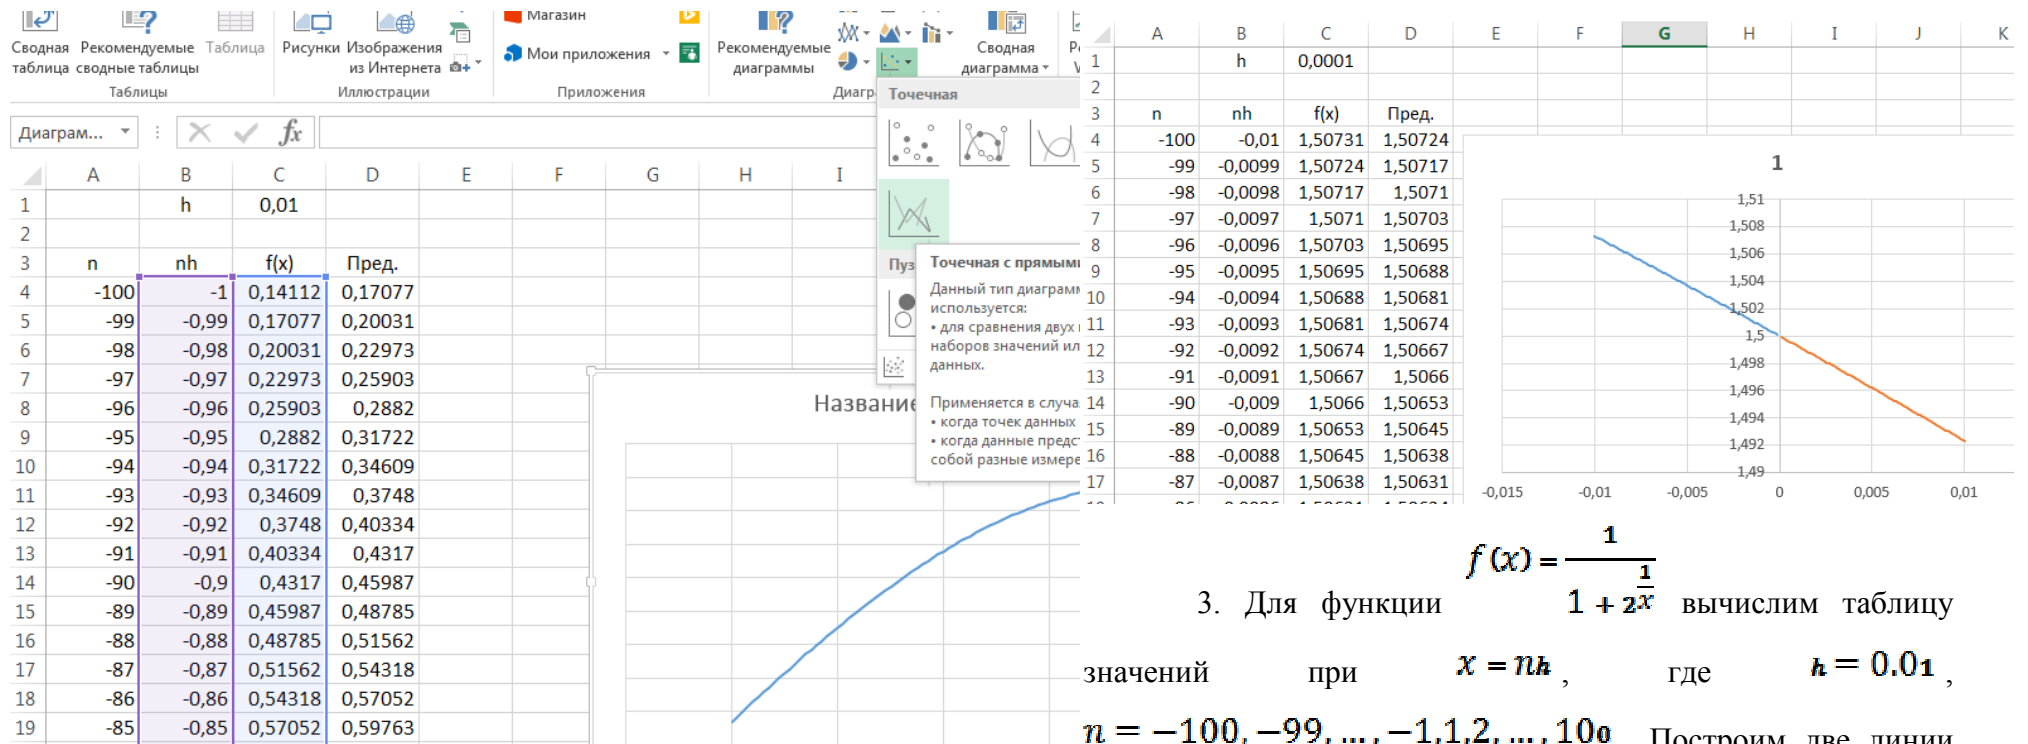 Магазин
Сводная Рекомендуемые Таблица Рисунки Изображения Мои приложения Рекомендуемые Сводная
таблица сводные таблицы из Интернета диаграммы диаграмма
Таблицы Иллюстрации Приложения Диагр
Диаграм... fx
A B C D E F G H I
1 h 0,01
2
3 n nh f(x) Пред.
4 -100 -1 0,14112 0,17077
5 -99 -0,99 0,17077 0,20031
6 -98 -0,98 0,20031 0,22973
7 -97 -0,97 0,22973 0,25903
8 -96 -0,96 0,25903 0,2882
9 -95 -0,95 0,2882 0,31722
10 -94 -0,94 0,31722 0,34609
11 -93 -0,93 0,34609 0,3748
12 -92 -0,92 0,3748 0,40334
13 -91 -0,91 0,40334 0,4317
14 -90 -0,9 0,4317 0,45987
15 -89 -0,89 0,45987 0,48785
16 -88 -0,88 0,48785 0,51562
17 -87 -0,87 0,51562 0,54318
18 -86 -0,86 0,54318 0,57052
19 -85 -0,85 0,57052 0,59763
Название
Точечная
Пуз
Точечная с прямыми
Данный тип диаграмм
используется:
• для сравнения двух
наборов значений ил
данных.
Применяется в случа
• когда точек данных
• когда данные предст
собой разные измере
A B C D E F G H I J K
1 h 0,0001
2
3 n nh f(x) Пред.
4 -100 -0,01 1,50731 1,50724
5 -99 -0,0099 1,50724 1,50717
6 -98 -0,0098 1,50717 1,5071
7 -97 -0,0097 1,5071 1,50703
8 -96 -0,0096 1,50703 1,50695
9 -95 -0,0095 1,50695 1,50688
10 -94 -0,0094 1,50688 1,50681
11 -93 -0,0093 1,50681 1,50674
12 -92 -0,0092 1,50674 1,50667
13 -91 -0,0091 1,50667 1,5066
14 -90 -0,009 1,5066 1,50653
15 -89 -0,0089 1,50653 1,50645
16 -88 -0,0088 1,50645 1,50638
17 -87 -0,0087 1,50638 1,50631
1
1,51
1,508
1,506
1,504
1,502
1,5
1,498
1,496
1,494
1,492
1,49
-0,015 -0,01 -0,005 0 0,005 0,01
3. Для функции f(x) = 1/(1 + 2^(1/x)) вычислим таблицу
значений при x = nh, где h = 0.01,
n = −100, −99, ..., −1,1,2, ..., 100 Построим две линии